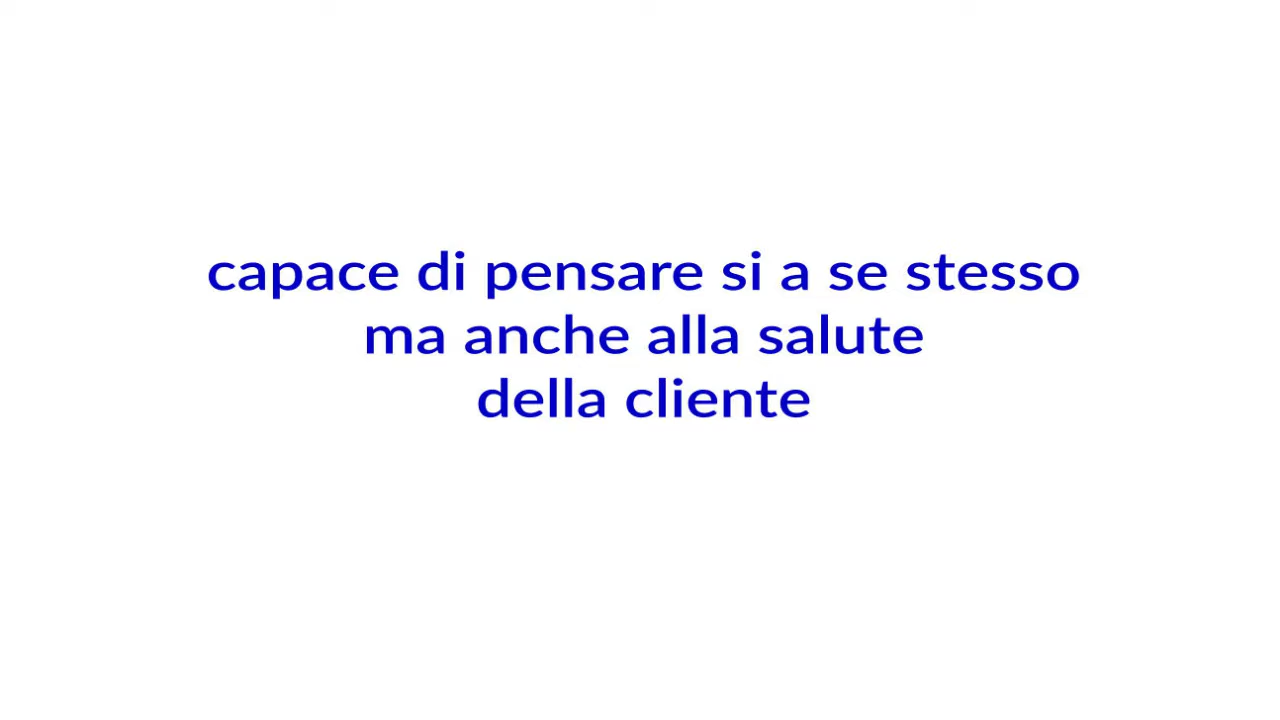 capace di pensare si a se stesso
ma anche alla salute
della cliente